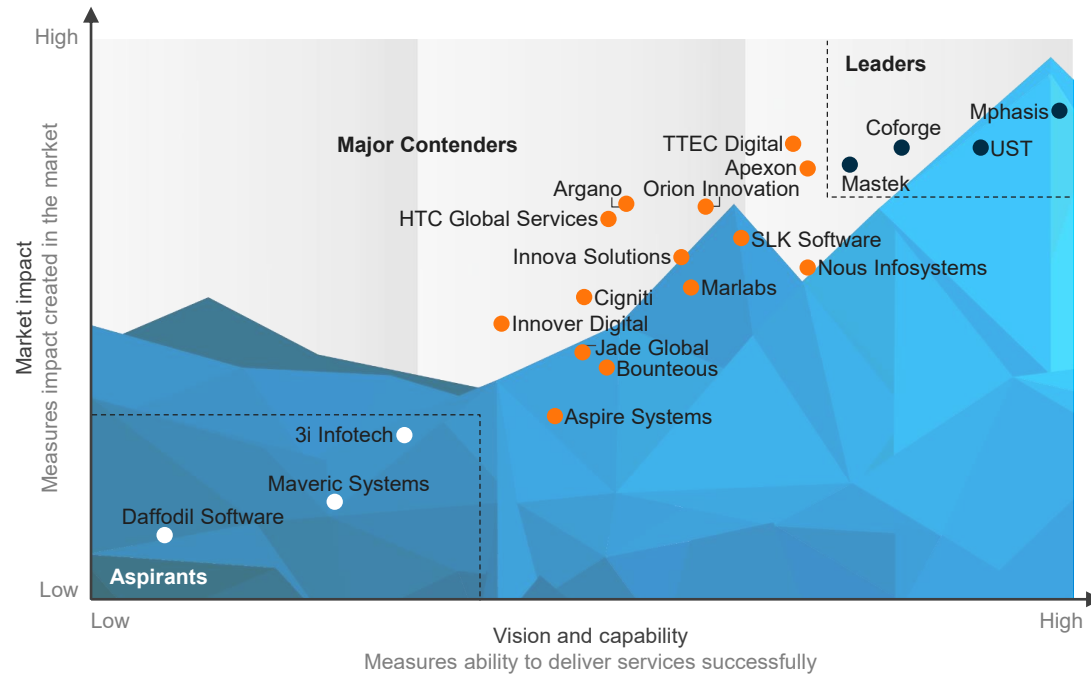 High
Leaders
Mphasis
Coforge
UST
Mastek
TTEC Digital
Apexon
Major Contenders
Argano
Orion Innovation
HTC Global Services
SLK Software
Innova Solutions
Nous Infosystems
Marlabs
Cigniti
Innover Digital
Jade Global
Bounteous
Aspire Systems
3i Infotech
Maveric Systems
Daffodil Software
Aspirants
Market impact
Measures impact created in the market
Low
Low
High
Vision and capability
Measures ability to deliver services successfully